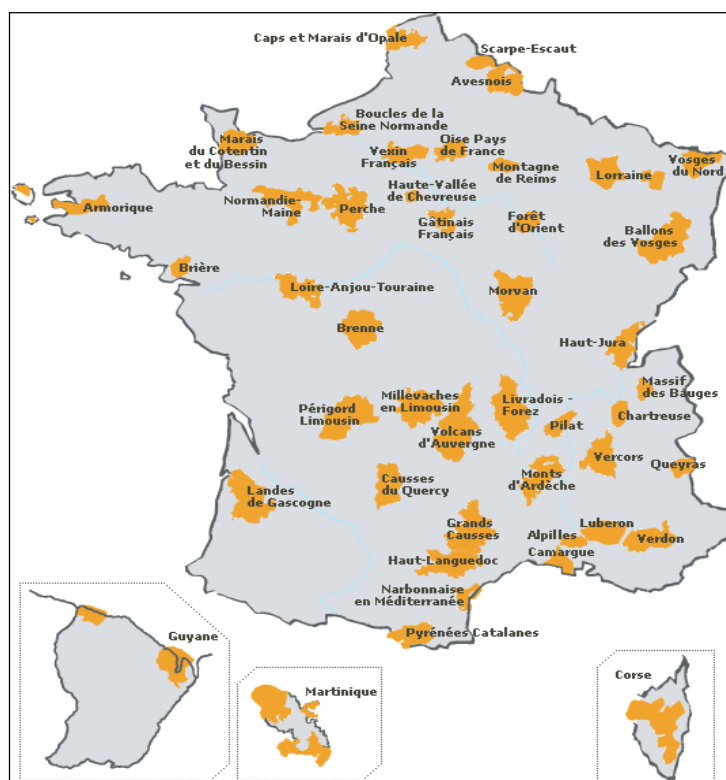 Caps et Marais d'Opale
Scarpe-Escaut
Avesnois
Boucles de la
Seine Normande
Marais
du Cotentin
et du Bessin
Vexin
Français
Oise Pays
de France
Montagne
de Reims
Lorraine
Vosges
du Nord
Armorique
Normandie-
Maine
Perche
Haute-Vallée
de Chevreuse
Gâtinais
Français
Forêt
d'Orient
Ballons
des Vosges
Brière
Loire-Anjou-Touraine
Morvan
Brenne
Haut-Jura
Massif
des Bauges
Périgord
Limousin
Millevaches
en Limousin
Volcans
d'Auvergne
Livradois -
Forez
Pilat
Chartreuse
Vercors
Queyras
Landes
de Gascogne
Causses
du Quercy
Monts
d'Ardèche
Grands
Causses
Alpilles
Luberon
Verdon
Camargue
Haut-Languedoc
Narbonnaise
en Méditerranée
Pyrénées Catalanes
Guyane
Martinique
Corse